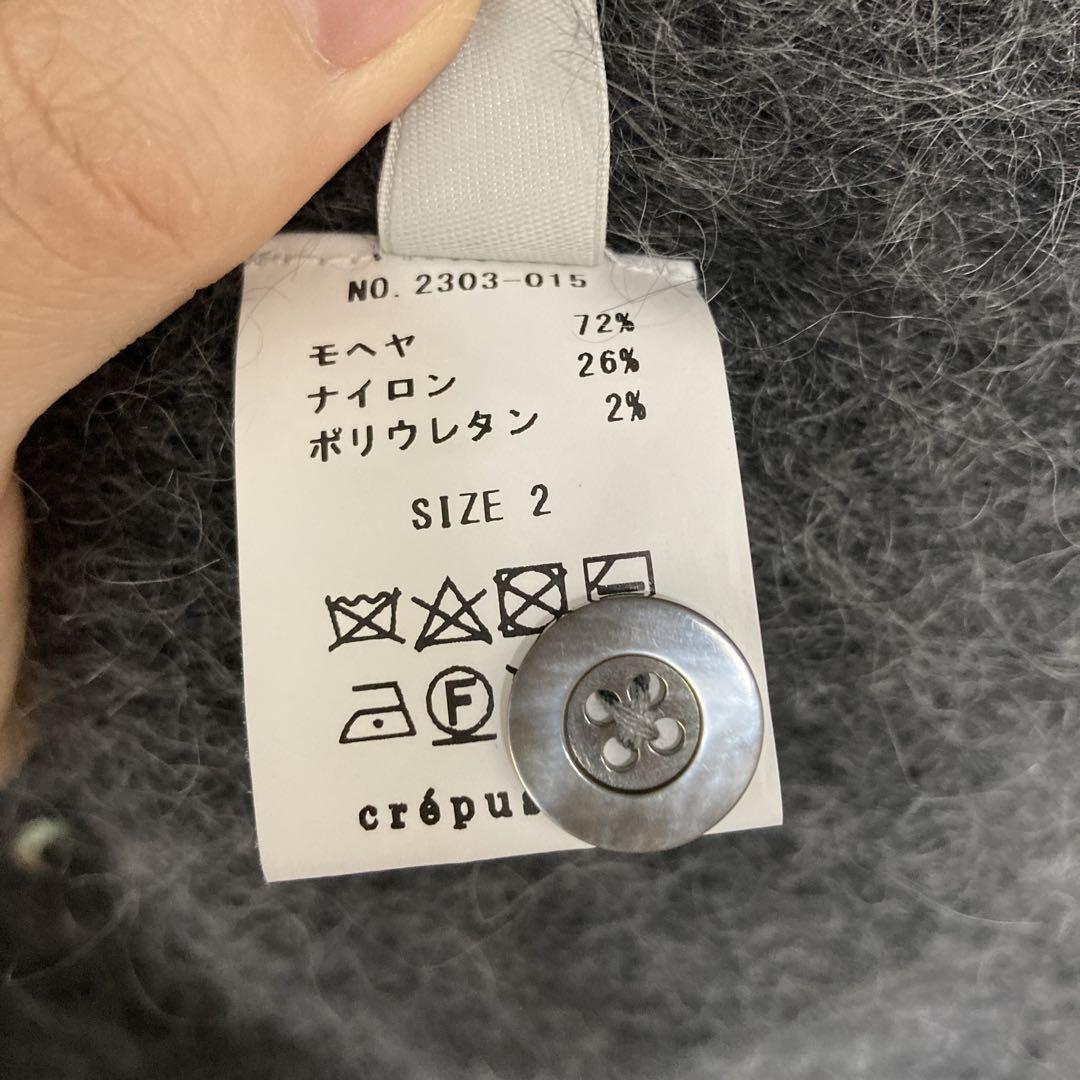 NO. 2303-015
モヘヤ 72%
ナイロン 26%
ポリウレタン 2%
SIZE 2
F